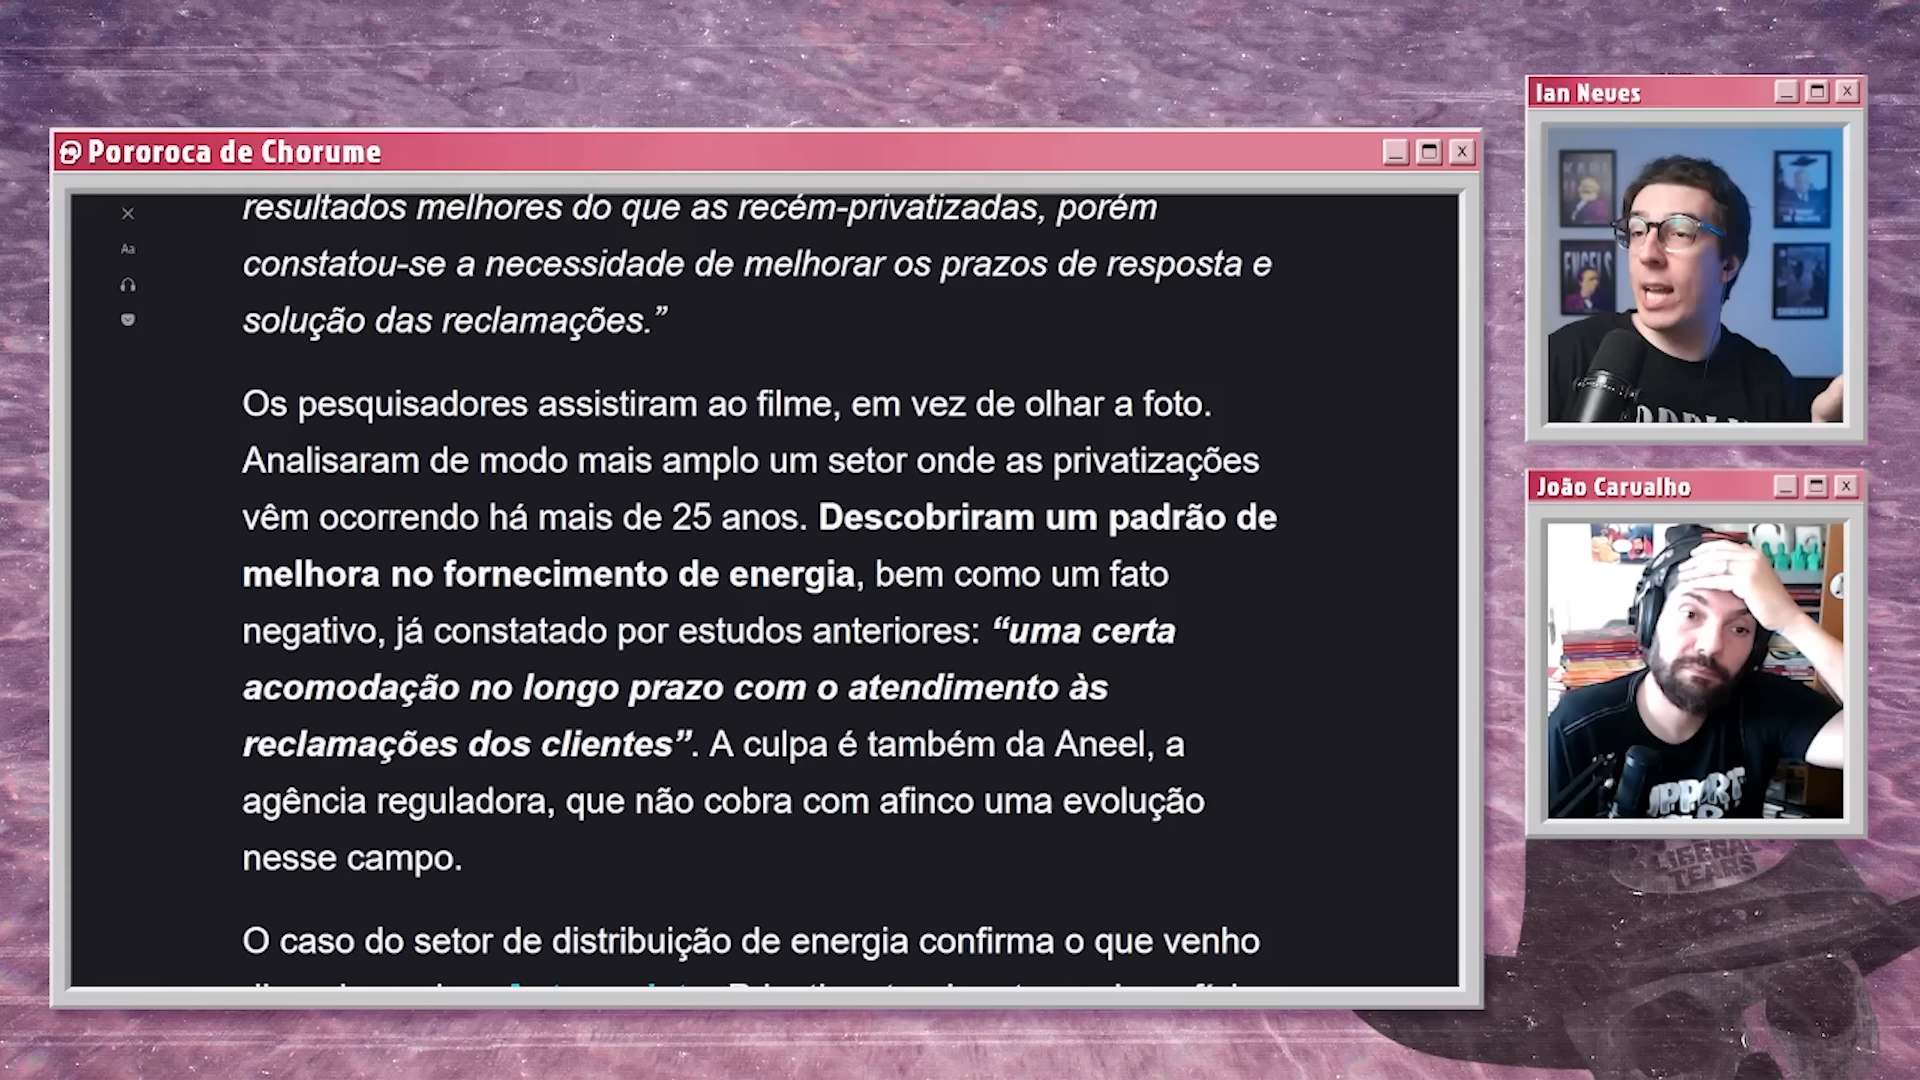 Pororoca de Chorume
resultados melhores do que as recém-privatizadas, porém
constatou-se a necessidade de melhorar os prazos de resposta e
solução das reclamações.”
Os pesquisadores assistiram ao filme, em vez de olhar a foto.
Analisaram de modo mais amplo um setor onde as privatizações
vêm ocorrendo há mais de 25 anos. Descobriram um padrão de
melhora no fornecimento de energia, bem como um fato
negativo, já constatado por estudos anteriores: “uma certa
acomodação no longo prazo com o atendimento às
reclamações dos clientes”. A culpa é também da Aneel, a
agência reguladora, que não cobra com afinco uma evolução
nesse campo.
O caso do setor de distribuição de energia confirma o que venho
Aa
Ian Neves
KARL
ENGELS
João Carvalho
LIBERAL
TEARS